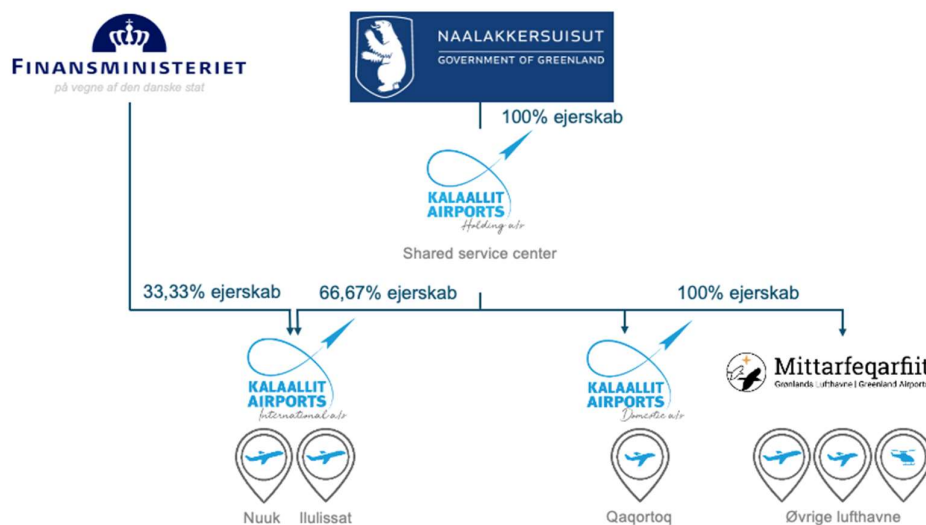 FINANSMINISTERIET
på vegne af den danske stat
NAALAKKERSUISUT
GOVERNMENT OF GREENLAND
100% ejerskab
KALAALLIT
AIRPORTS
Holding a/s
Shared service center
33,33% ejerskab
66,67% ejerskab
100% ejerskab
KALAALLIT
AIRPORTS
International a/s
KALAALLIT
AIRPORTS
Domestic a/s
Mittarfeqarfiit
Grønlands Lufthavne | Greenland Airports
Nuuk
Ilulissat
Qaqortoq
Øvrige lufthavne